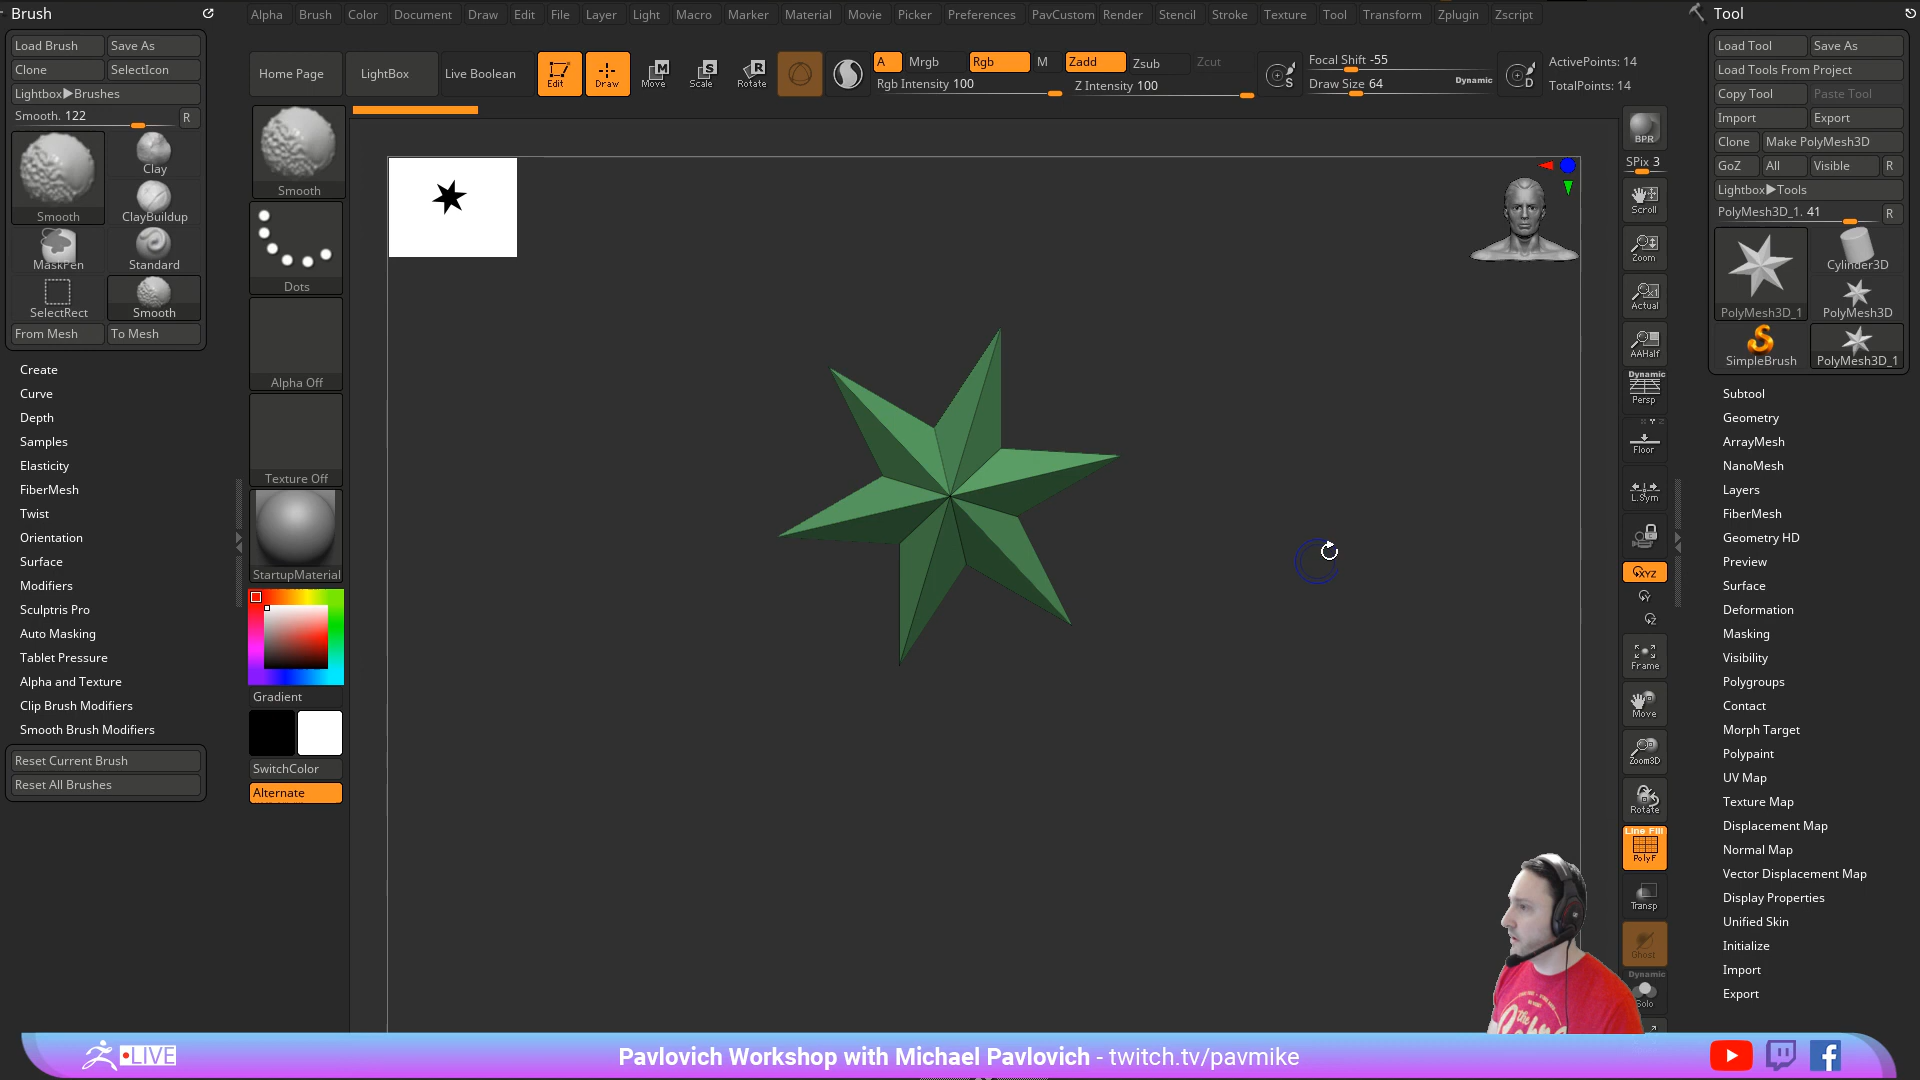 Brush
Alpha Brush Color Document Draw Edit File Layer Light Macro Marker Material Movie Picker Preferences PavCustom Render Stencil Stroke Texture Tool Transform Zplugin Zscript
Tool
Load Brush Save As
Clone SelectIcon
Lightbox▶Brushes
Smooth. 122 R
Clay
ClayBuildup
Smooth
MaskPen Standard
SelectRect Smooth
From Mesh To Mesh
Create
Curve
Depth
Samples
Elasticity
FiberMesh
Twist
Orientation
Surface
Modifiers
Sculptris Pro
Auto Masking
Tablet Pressure
Alpha and Texture
Clip Brush Modifiers
Smooth Brush Modifiers
Reset Current Brush
Reset All Brushes
Home Page LightBox Live Boolean
Edit Draw Move Scale Rotate
A Mrgb Rgb M Zadd Zsub Zcut
Rgb Intensity 100 Z Intensity 100
Focal Shift -55
Draw Size 64 Dynamic
S D
ActivePoints: 14
TotalPoints: 14
Smooth
Dots
Alpha Off
Texture Off
StartupMaterial
Gradient
SwitchColor
Alternate
BPR
SPix 3
Scroll
Zoom
Actual
AAHalf
Dynamic
Persp
Floor
L.Sym
XYZ
Y
Z
Frame
Move
Zoom3D
Rotate
Line Fill
PolyF
Transp
Ghost
Dynamic
Solo
Load Tool Save As
Load Tools From Project
Copy Tool Paste Tool
Import Export
Clone Make PolyMesh3D
GoZ All Visible R
Lightbox▶Tools
PolyMesh3D_1. 41 R
Cylinder3D
PolyMesh3D_1 PolyMesh3D
SimpleBrush PolyMesh3D_1
Subtool
Geometry
ArrayMesh
NanoMesh
Layers
FiberMesh
Geometry HD
Preview
Surface
Deformation
Masking
Visibility
Polygroups
Contact
Morph Target
Polypaint
UV Map
Texture Map
Displacement Map
Normal Map
Vector Displacement Map
Display Properties
Unified Skin
Initialize
Import
Export
LIVE
Pavlovich Workshop with Michael Pavlovich - twitch.tv/pavmike